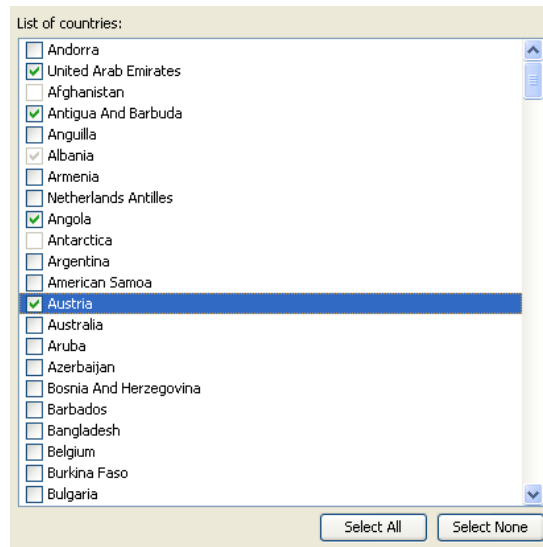 List of countries:
Andorra
United Arab Emirates
Afghanistan
Antigua And Barbuda
Anguilla
Albania
Armenia
Netherlands Antilles
Angola
Antarctica
Argentina
American Samoa
Austria
Australia
Aruba
Azerbaijan
Bosnia And Herzegovina
Barbados
Bangladesh
Belgium
Burkina Faso
Bulgaria
Select All Select None